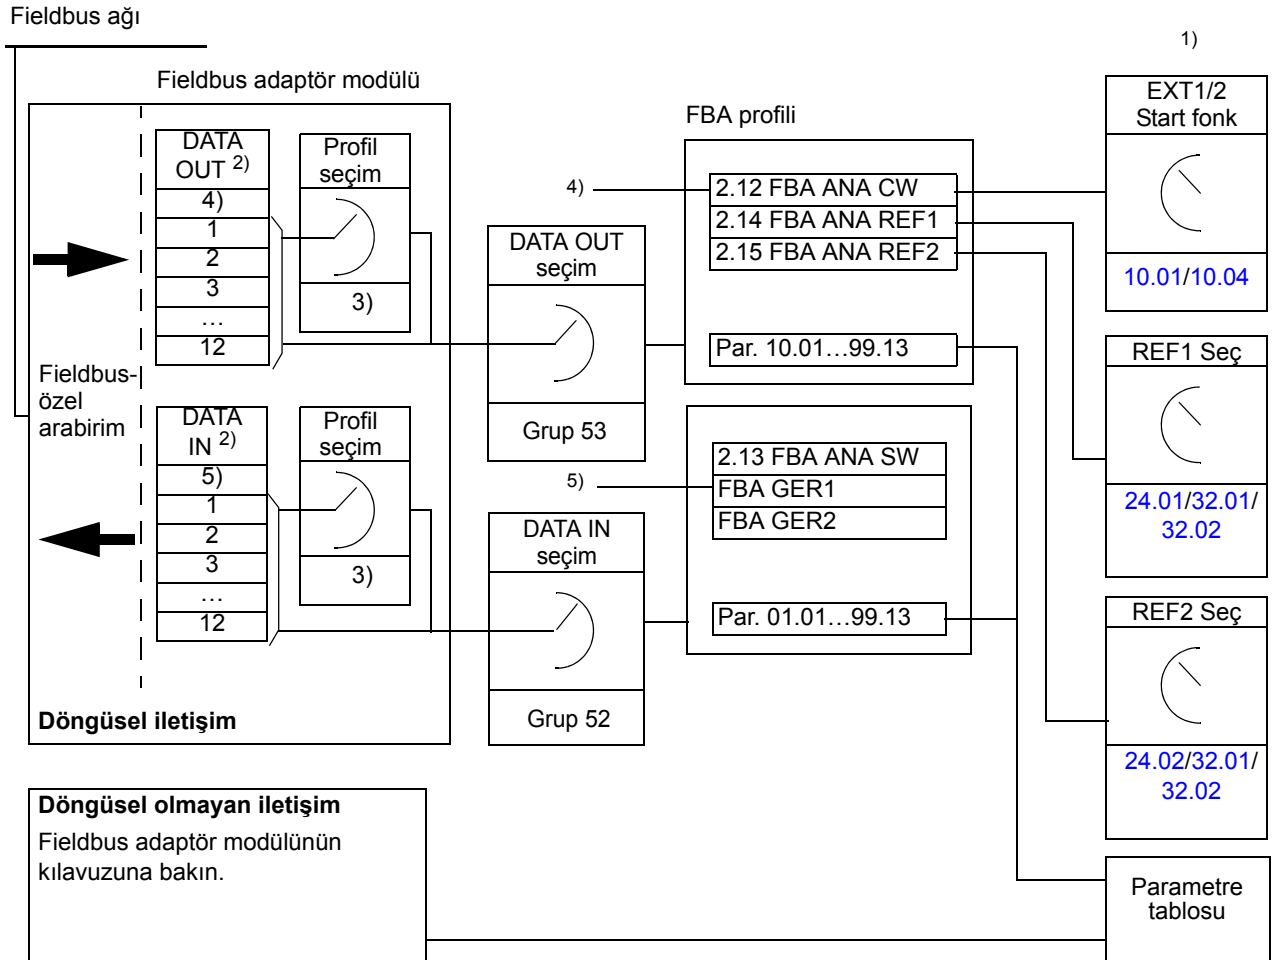 Fieldbus ağı
1)
Fieldbus adaptör modülü
DATA
OUT 2)
4)
1
2
3
…
12
Profil
seçim
3)
Fieldbus-
özel
arabirim
DATA
IN 2)
5)
1
2
3
…
12
Profil
seçim
3)
Döngüsel iletişim
DATA OUT
seçim
Grup 53
DATA IN
seçim
Grup 52
FBA profili
4)
2.12 FBA ANA CW
2.14 FBA ANA REF1
2.15 FBA ANA REF2
Par. 10.01…99.13
5)
2.13 FBA ANA SW
FBA GER1
FBA GER2
Par. 01.01…99.13
EXT1/2
Start fonk
10.01/10.04
REF1 Seç
24.01/32.01/
32.02
REF2 Seç
24.02/32.01/
32.02
Döngüsel olmayan iletişim
Fieldbus adaptör modülünün
kılavuzuna bakın.
Parametre
tablosu